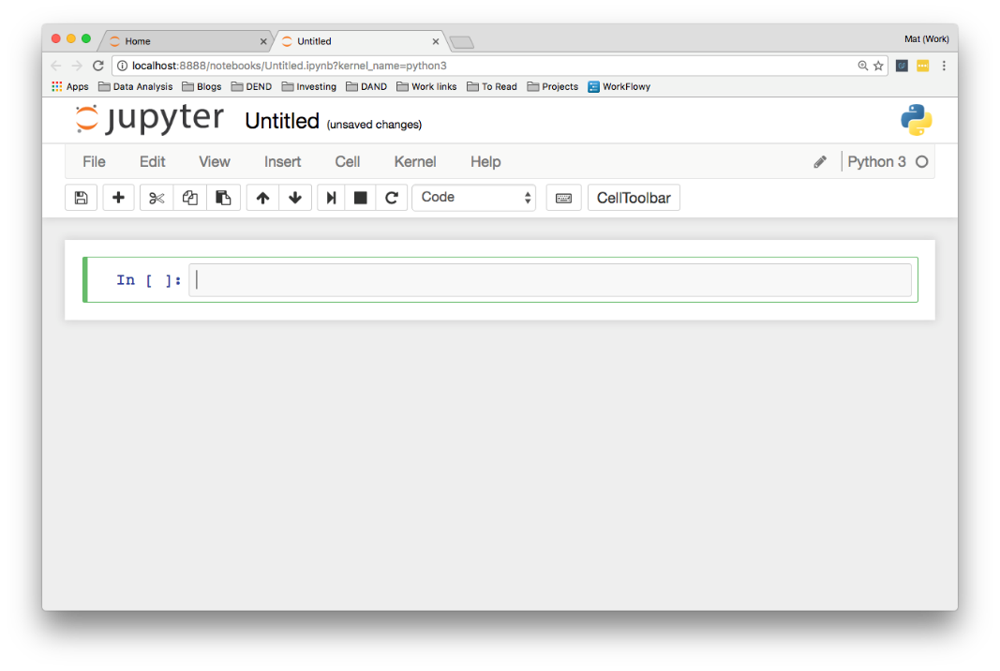 Home
Untitled
Mat (Work)
localhost:8888/notebooks/Untitled.ipynb?kernel_name=python3
Apps Data Analysis Blogs DEND Investing DAND Work links To Read Projects WorkFlowy
jupyter Untitled (unsaved changes)
File Edit View Insert Cell Kernel Help Python 3
Code CellToolbar
In [ ]: